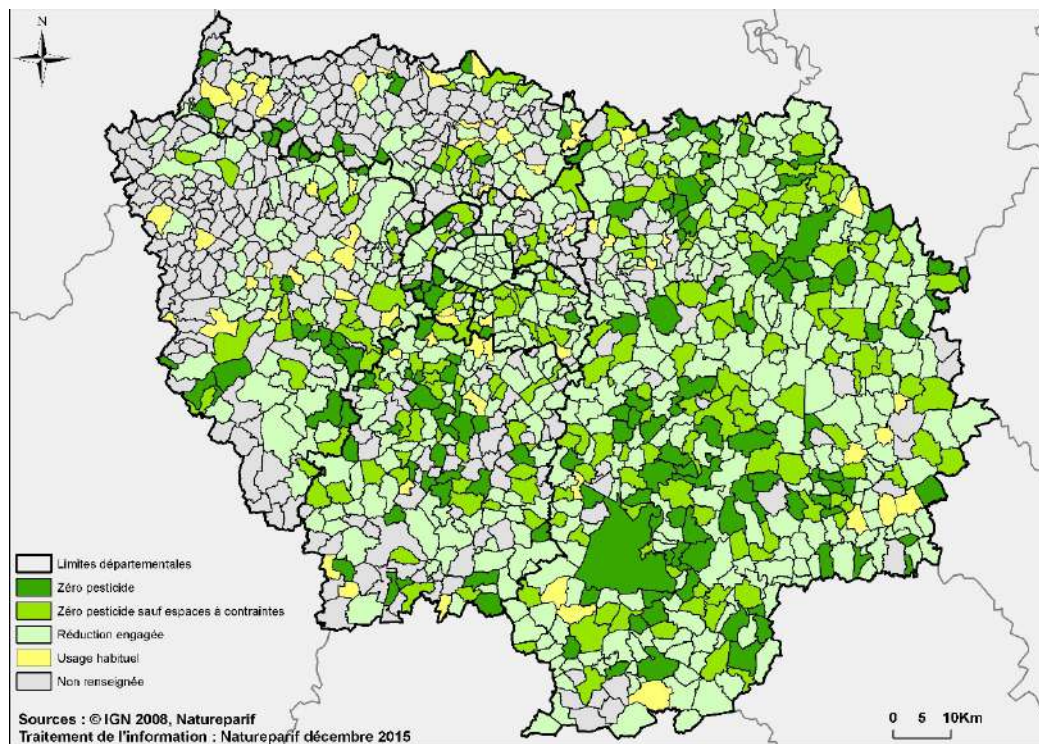 N
Limites départementales
Zéro pesticide
Zéro pesticide sauf espaces à contraintes
Réduction engagée
Usage habituel
Non renseignée
Sources : © IGN 2008, Natureparif
Traitement de l'information : Natureparif décembre 2015
0 5 10Km